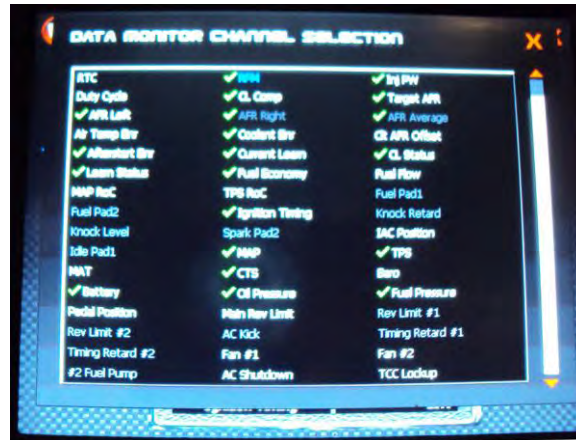 DATA MONITOR CHANNEL SELECTION X
RTC ✓ RPM ✓ Inj PW
Duty Cycle ✓ CL Comp ✓ Target AFR
✓ AFR Left ✓ AFR Right ✓ AFR Average
Air Temp Enr ✓ Coolant Enr Clt AFR Offset
✓ Afterstart Enr ✓ Current Learn ✓ CL Status
✓ Learn Status ✓ Fuel Economy Fuel Flow
MAP RoC TPS RoC Fuel Pad1
Fuel Pad2 ✓ Ignition Timing Knock Retard
Knock Level Spark Pad2 IAC Position
Idle Pad1 ✓ MAP ✓ TPS
MAT ✓ CTS Baro
✓ Battery ✓ Oil Pressure ✓ Fuel Pressure
Pedal Position Main Rev Limit Rev Limit #1
Rev Limit #2 AC Kick Timing Retard #1
Timing Retard #2 Fan #1 Fan #2
#2 Fuel Pump AC Shutdown TCC Lockup